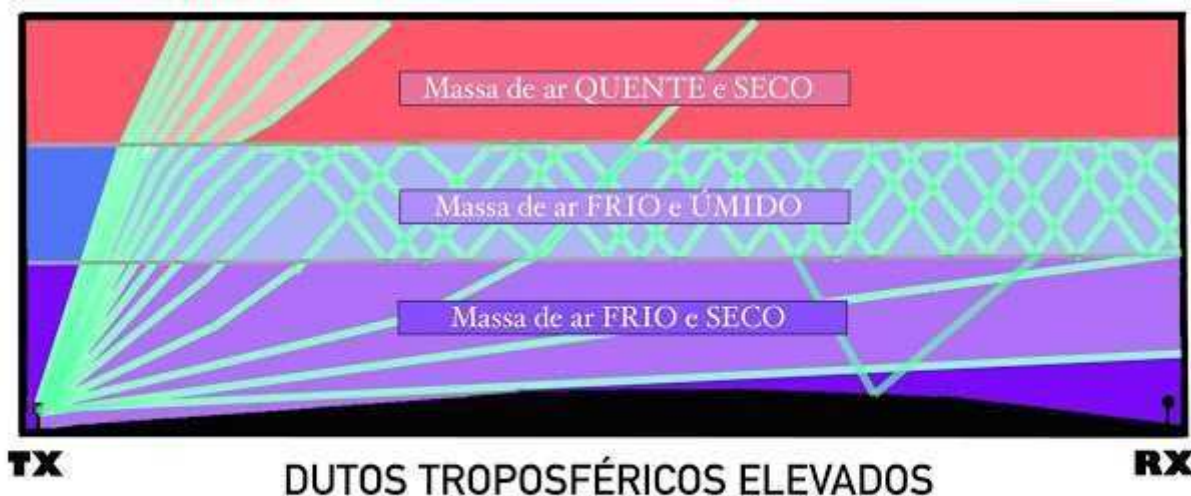 Massa de ar QUENTE e SECO
Massa de ar FRIO e ÚMIDO
Massa de ar FRIO e SECO
TX
RX
DUTOS TROPOSFÉRICOS ELEVADOS